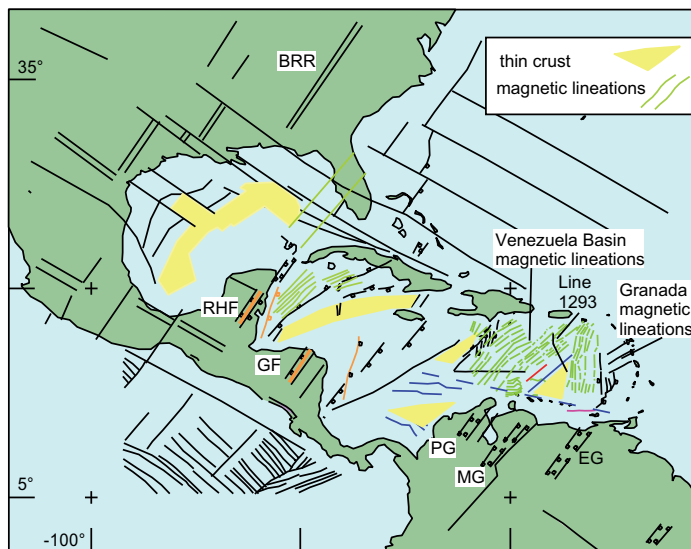 BRR
35°
thin crust
magnetic lineations
Venezuela Basin
magnetic lineations
Line
1293
Granada
magnetic
lineations
RHF
GF
PG
MG
EG
5°
-100°